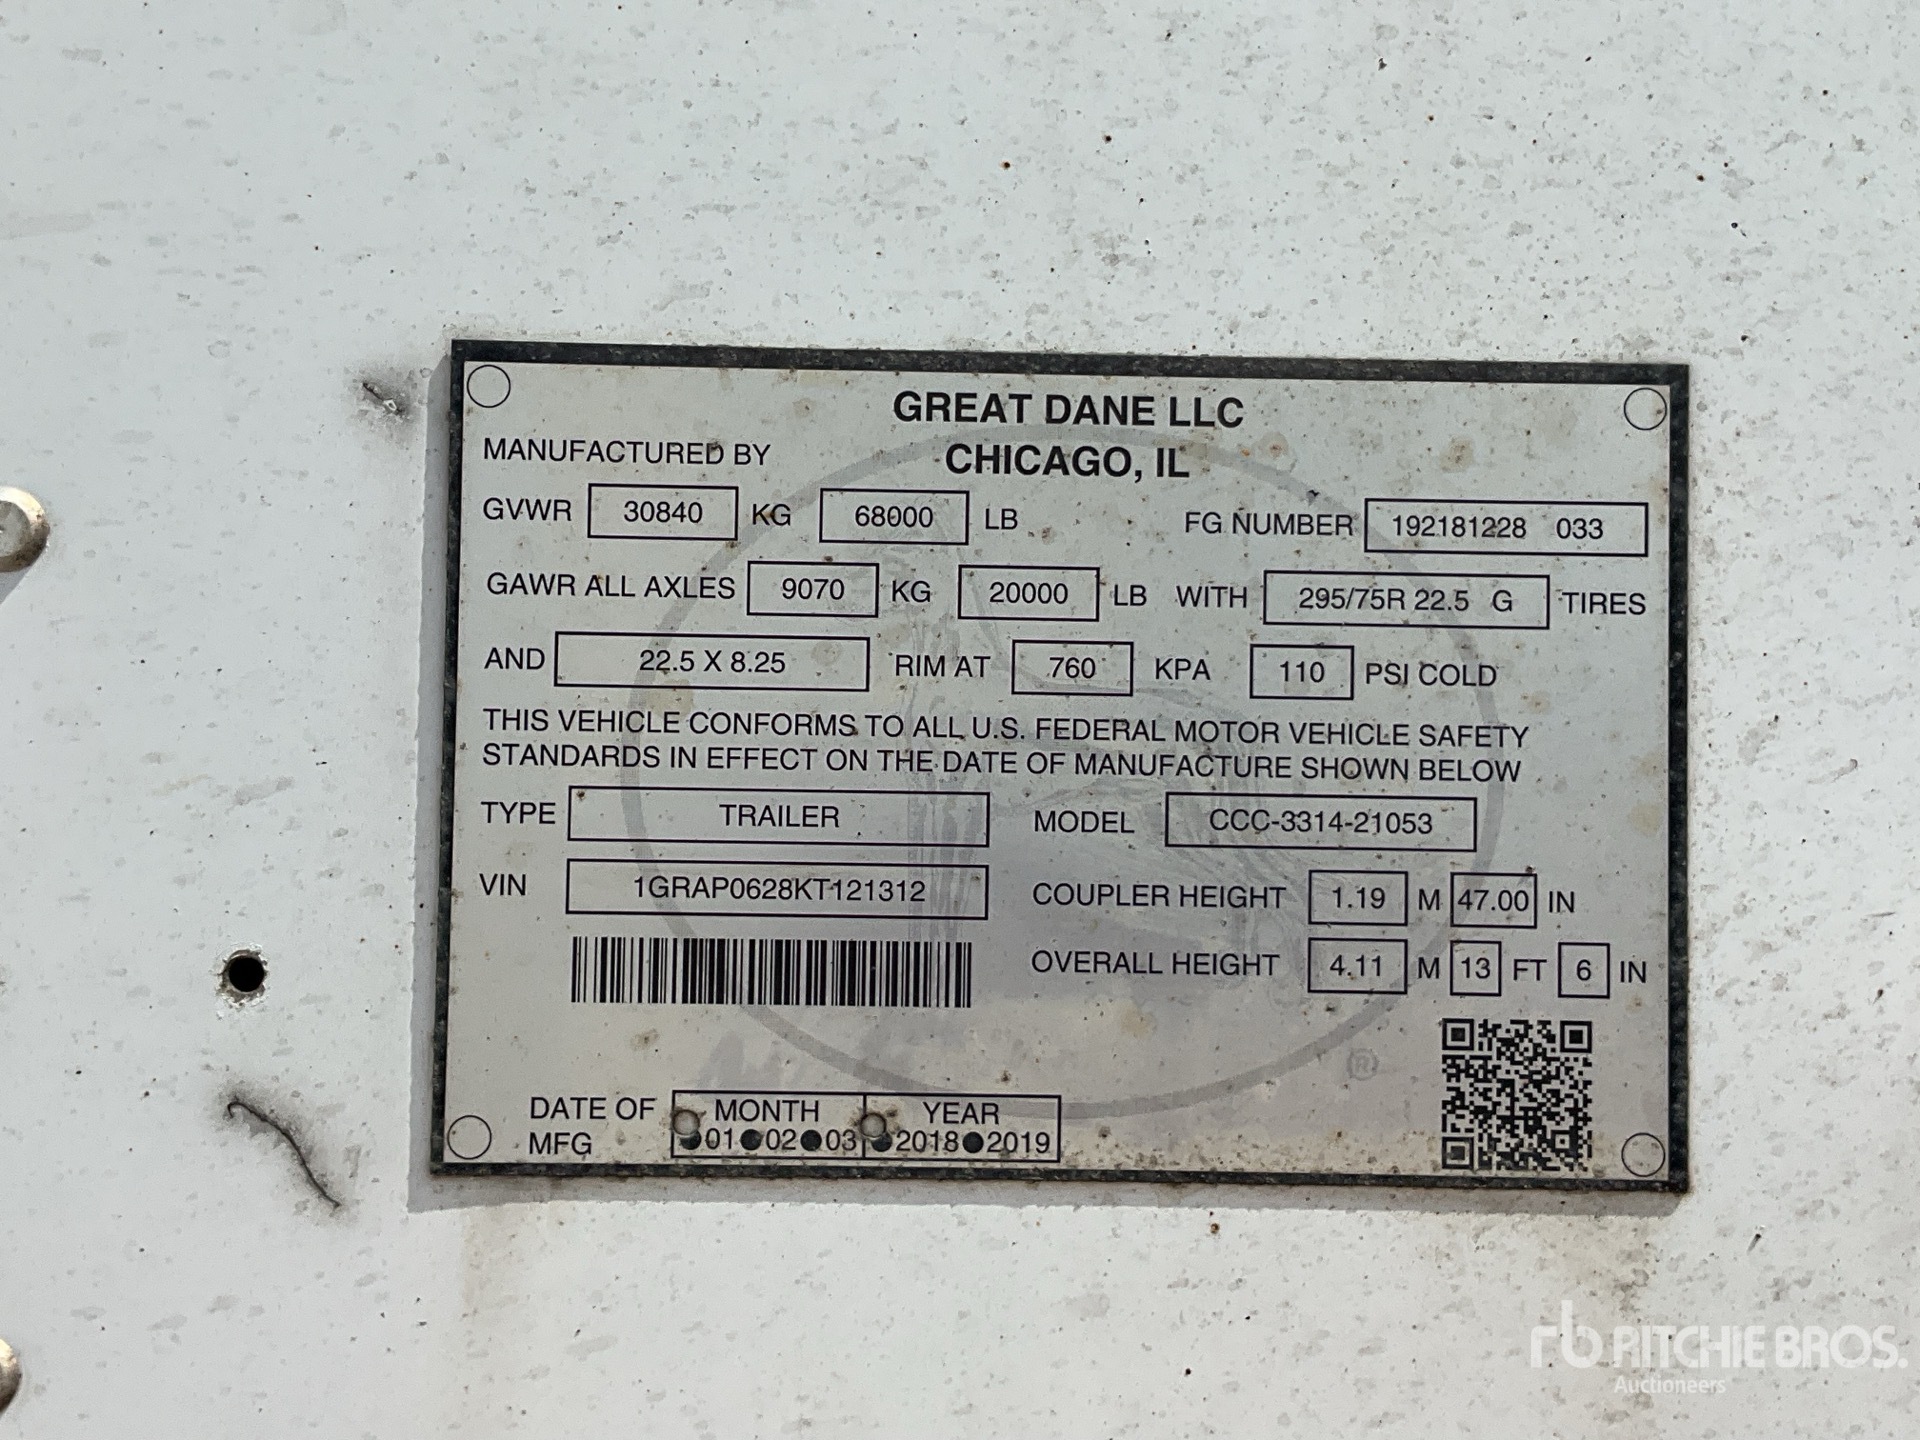 GREAT DANE LLC
MANUFACTURED BY CHICAGO, IL
GVWR 30840 KG 68000 LB FG NUMBER 192181228 033
GAWR ALL AXLES 9070 KG 20000 LB WITH 295/75R 22.5 G TIRES
AND 22.5 X 8.25 RIM AT 760 KPA 110 PSI COLD
THIS VEHICLE CONFORMS TO ALL U.S. FEDERAL MOTOR VEHICLE SAFETY
STANDARDS IN EFFECT ON THE DATE OF MANUFACTURE SHOWN BELOW
TYPE TRAILER MODEL CCC-3314-21053
VIN 1GRAP0628KT121312 COUPLER HEIGHT 1.19 M 47.00 IN
OVERALL HEIGHT 4.11 M 13 FT 6 IN
®
DATE OF MONTH YEAR
MFG ●01●02●03 ●2018●2019
rb RITCHIE BROS.
Auctioneers